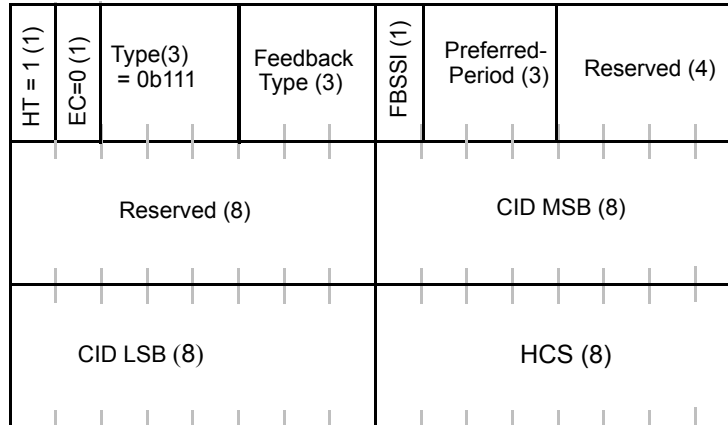 HT = 1 (1)
EC=0 (1)
Type(3)
= 0b111
Feedback
Type (3)
FBSSI (1)
Preferred-
Period (3)
Reserved (4)
Reserved (8)
CID MSB (8)
CID LSB (8)
HCS (8)